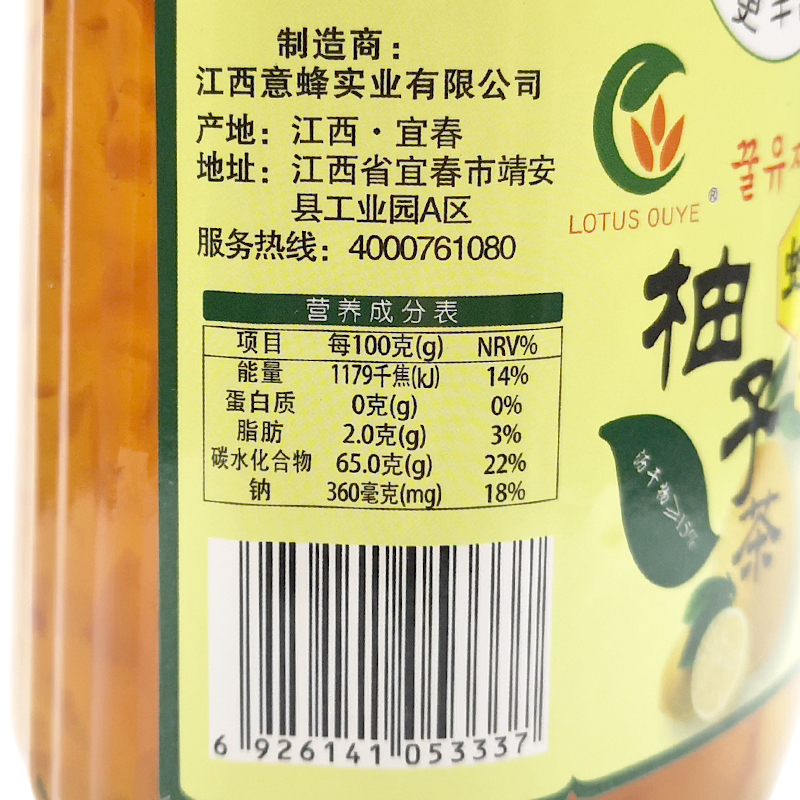 制造商：
江西意蜂实业有限公司
产地：江西·宜春
地址：江西省宜春市靖安
县工业园A区
服务热线：4000761080
营养成分表
项目 每100克(g) NRV%
能量 1179千焦(kJ) 14%
蛋白质 0克(g) 0%
脂肪 2.0克(g) 3%
碳水化合物 65.0克(g) 22%
钠 360毫克(mg) 18%
6 926141 053337
LOTUS OUYE ®
꿀유
柚子茶